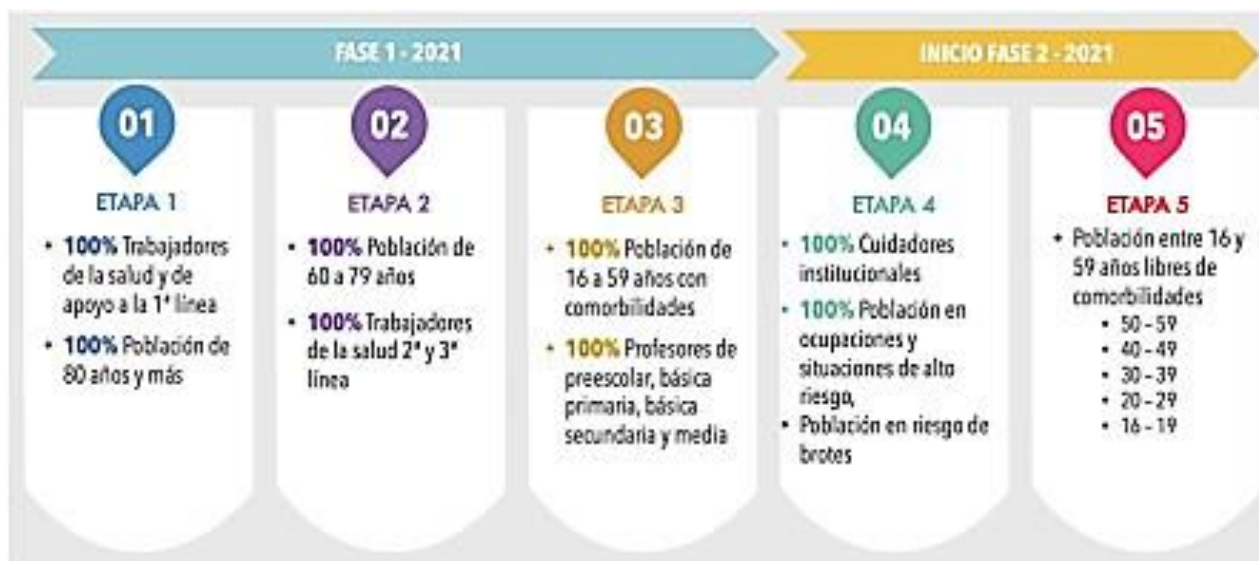 FASE 1 - 2021
INICIO FASE 2 - 2021
01
ETAPA 1
• 100% Trabajadores
de la salud y de
apoyo a la 1ª línea
• 100% Población de
80 años y más
02
ETAPA 2
• 100% Población de
60 a 79 años
• 100% Trabajadores
de la salud 2ª y 3ª
línea
03
ETAPA 3
• 100% Población de
16 a 59 años con
comorbilidades
• 100% Profesores de
preescolar, básica
primaria, básica
secundaria y media
04
ETAPA 4
• 100% Cuidadores
institucionales
• 100% Población en
ocupaciones y
situaciones de alto
riesgo,
• Población en riesgo de
brotes
05
ETAPA 5
• Población entre 16 y
59 años libres de
comorbilidades
• 50 - 59
• 40 - 49
• 30 - 39
• 20 - 29
• 16 - 19